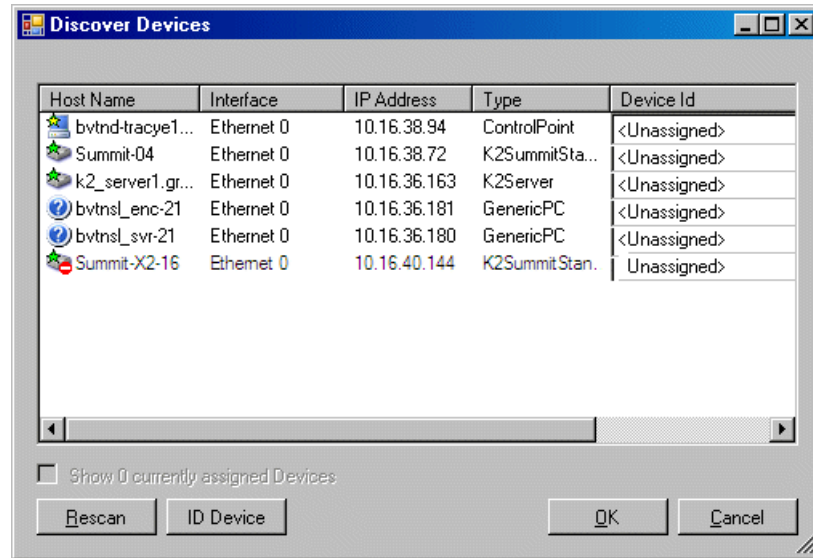 Discover Devices
Host Name Interface IP Address Type Device Id
bvtnd-tracye1... Ethernet 0 10.16.38.94 ControlPoint <Unassigned>
Summit-04 Ethernet 0 10.16.38.72 K2SummitSta... <Unassigned>
k2_server1.gr... Ethernet 0 10.16.36.163 K2Server <Unassigned>
bvtnsl_enc-21 Ethernet 0 10.16.36.181 GenericPC <Unassigned>
bvtnsl_svr-21 Ethernet 0 10.16.36.180 GenericPC <Unassigned>
Summit-X2-16 Ethernet 0 10.16.40.144 K2SummitStan. Unassigned>
Show 0 currently assigned Devices
Rescan ID Device OK Cancel